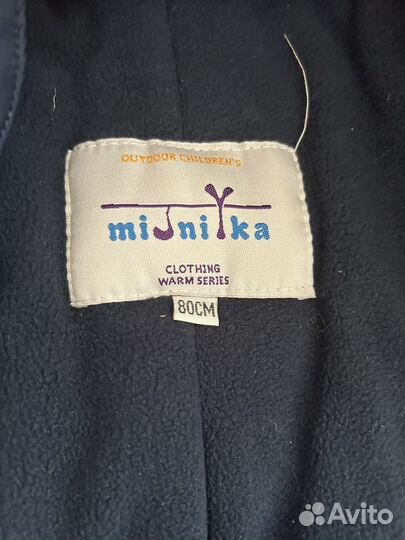 OUTDOOR CHILDREN'S
miJniYka
CLOTHING
WARM SERIES
80CM
Avito